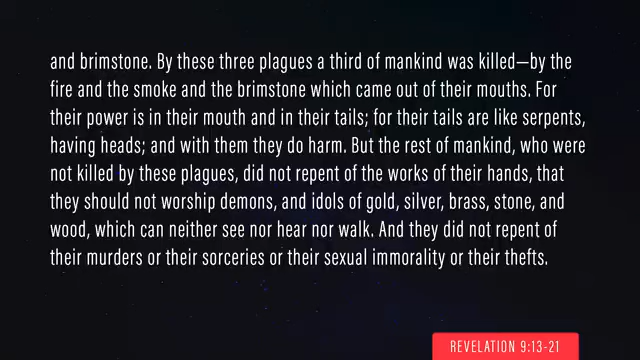 and brimstone. By these three plagues a third of mankind was killed—by the
fire and the smoke and the brimstone which came out of their mouths. For
their power is in their mouth and in their tails; for their tails are like serpents,
having heads; and with them they do harm. But the rest of mankind, who were
not killed by these plagues, did not repent of the works of their hands, that
they should not worship demons, and idols of gold, silver, brass, stone, and
wood, which can neither see nor hear nor walk. And they did not repent of
their murders or their sorceries or their sexual immorality or their thefts.
REVELATION 9:13-21